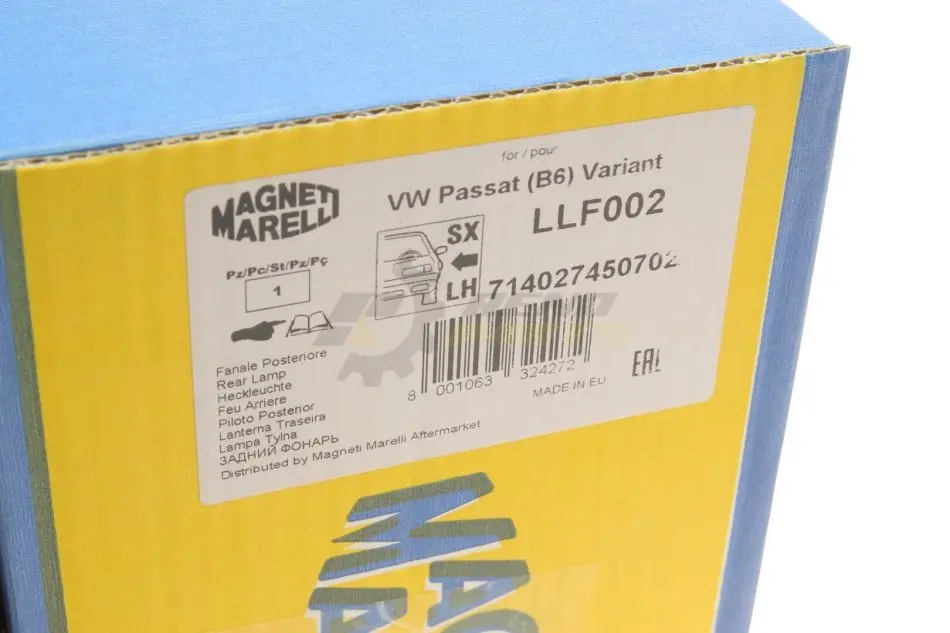 for / pour
VW Passat (B6) Variant
MAGNETI
MARELLI
LLF002
SX
LH
714027450702
Pz/Pc/St/Pz/Pç
1
Fanale Posteriore
Rear Lamp
Heckleuchte
Feu Arriere
Piloto Posterior
Lanterna Traseira
Lampa Tylna
ЗАДНИЙ ФОНАРЬ
Distributed by Magneti Marelli Aftermarket
8 001063 324272
MADE IN EU
EAC